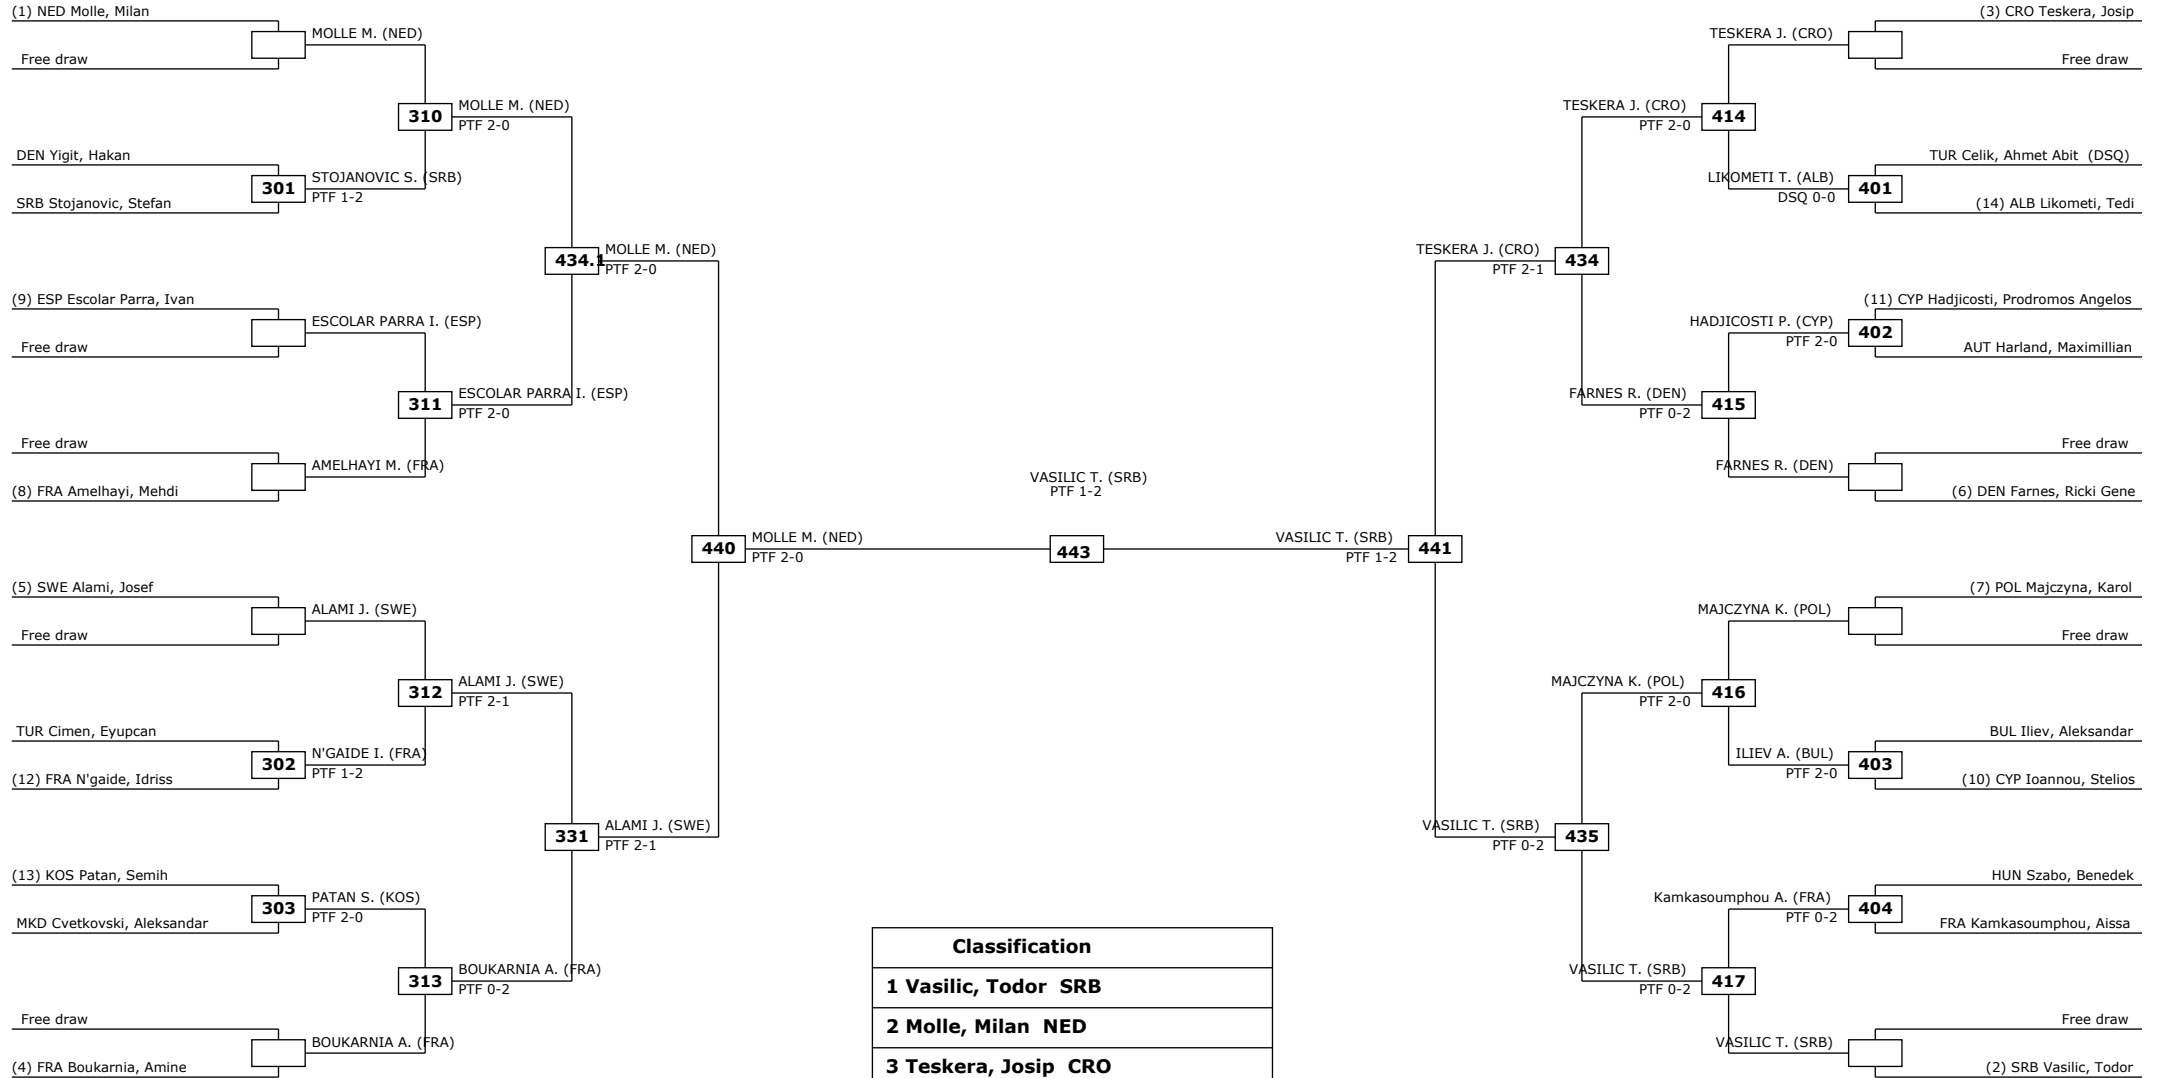 (1) NED Molle, Milan
MOLLE M. (NED)
Free draw
310
MOLLE M. (NED)
PTF 2-0
DEN Yigit, Hakan
301
STOJANOVIC S. (SRB)
PTF 1-2
SRB Stojanovic, Stefan
434.1
MOLLE M. (NED)
PTF 2-0
(9) ESP Escolar Parra, Ivan
ESCOLAR PARRA I. (ESP)
Free draw
311
ESCOLAR PARRA I. (ESP)
PTF 2-0
Free draw
AMELHAYI M. (FRA)
(8) FRA Amelhayi, Mehdi
440
MOLLE M. (NED)
PTF 2-0
(5) SWE Alami, Josef
ALAMI J. (SWE)
Free draw
312
ALAMI J. (SWE)
PTF 2-1
TUR Cimen, Eyupcan
302
N'GAIDE I. (FRA)
PTF 1-2
(12) FRA N'gaide, Idriss
331
ALAMI J. (SWE)
PTF 2-1
(13) KOS Patan, Semih
303
PATAN S. (KOS)
PTF 2-0
MKD Cvetkovski, Aleksandar
313
BOUKARNIA A. (FRA)
PTF 0-2
Free draw
BOUKARNIA A. (FRA)
(4) FRA Boukarnia, Amine
VASILIC T. (SRB)
PTF 1-2
443
(3) CRO Teskera, Josip
TESKERA J. (CRO)
Free draw
TESKERA J. (CRO)
PTF 2-0
414
TUR Celik, Ahmet Abit (DSQ)
LIKOMETI T. (ALB)
DSQ 0-0
401
(14) ALB Likometi, Tedi
TESKERA J. (CRO)
PTF 2-1
434
(11) CYP Hadjicosti, Prodromos Angelos
HADJICOSTI P. (CYP)
PTF 2-0
402
AUT Harland, Maximillian
FARNES R. (DEN)
PTF 0-2
415
Free draw
FARNES R. (DEN)
(6) DEN Farnes, Ricki Gene
VASILIC T. (SRB)
PTF 1-2
441
(7) POL Majczyna, Karol
MAJCZYNA K. (POL)
Free draw
MAJCZYNA K. (POL)
PTF 2-0
416
BUL Iliev, Aleksandar
ILIEV A. (BUL)
PTF 2-0
403
(10) CYP Ioannou, Stelios
VASILIC T. (SRB)
PTF 0-2
435
HUN Szabo, Benedek
Kamkasoumphou A. (FRA)
PTF 0-2
404
FRA Kamkasoumphou, Aissa
VASILIC T. (SRB)
PTF 0-2
417
Free draw
VASILIC T. (SRB)
(2) SRB Vasilic, Todor
Classification
1 Vasilic, Todor SRB
2 Molle, Milan NED
3 Teskera, Josip CRO